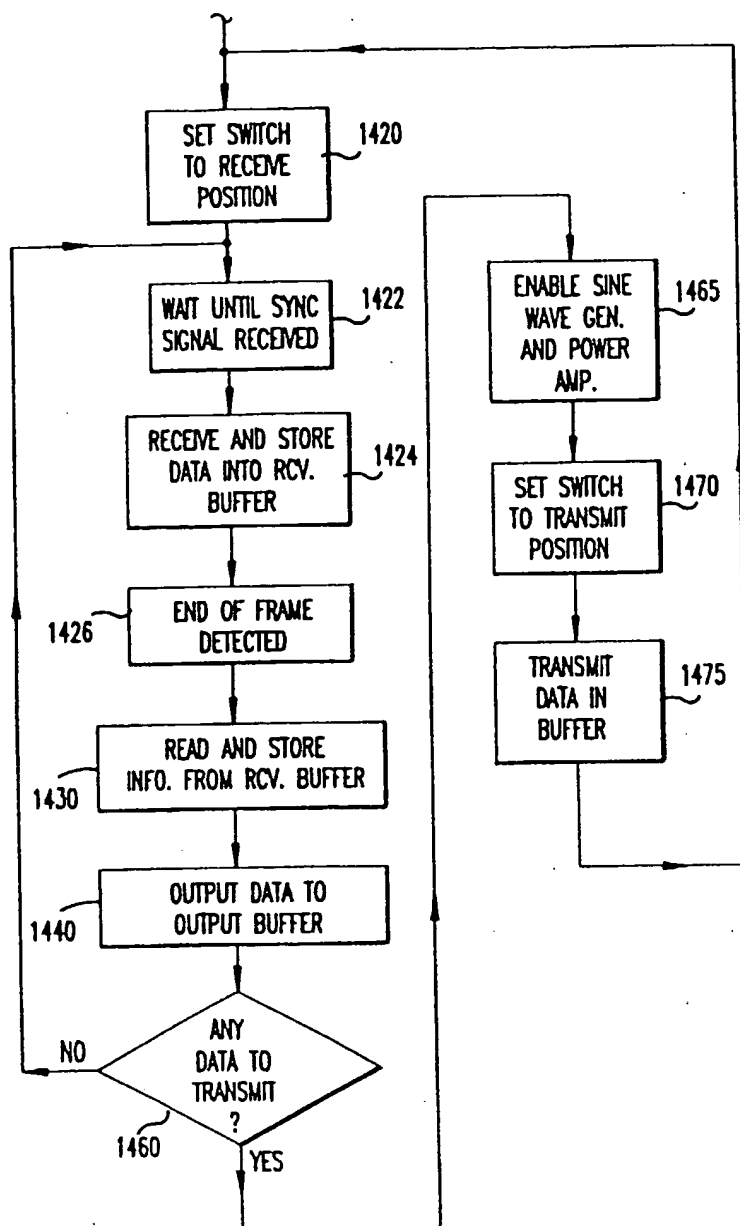 SET SWITCH
TO RECEIVE
POSITION
1420
WAIT UNTIL SYNC
SIGNAL RECEIVED
1422
RECEIVE AND STORE
DATA INTO RCV.
BUFFER
1424
END OF FRAME
DETECTED
1426
READ AND STORE
INFO. FROM RCV. BUFFER
1430
OUTPUT DATA TO
OUTPUT BUFFER
1440
ANY
DATA TO
TRANSMIT
?
1460
NO
YES
ENABLE SINE
WAVE GEN.
AND POWER
AMP.
1465
SET SWITCH
TO TRANSMIT
POSITION
1470
TRANSMIT
DATA IN
BUFFER
1475